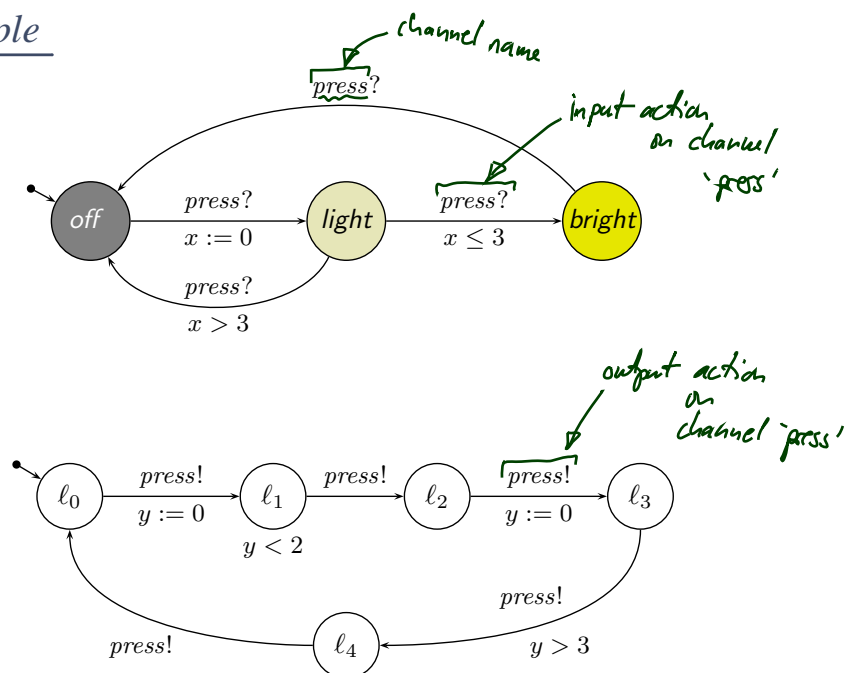 ple
channel name
press?
input action
on channel
'press'
press?
press?
off
light
bright
x := 0
x ≤ 3
press?
x > 3
output action
on
channel 'press'
press!
press!
press!
ℓ0
ℓ1
ℓ2
ℓ3
y := 0
y := 0
y < 2
press!
press!
ℓ4
y > 3